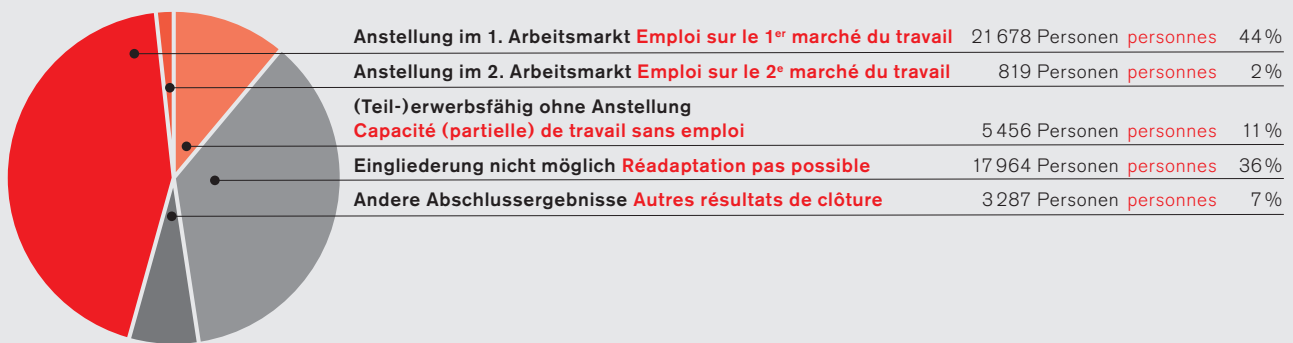 Anstellung im 1. Arbeitsmarkt Emploi sur le 1er marché du travail 21 678 Personen personnes 44 %
Anstellung im 2. Arbeitsmarkt Emploi sur le 2e marché du travail 819 Personen personnes 2 %
(Teil-)erwerbsfähig ohne Anstellung
Capacité (partielle) de travail sans emploi 5 456 Personen personnes 11 %
Eingliederung nicht möglich Réadaptation pas possible 17 964 Personen personnes 36 %
Andere Abschlussergebnisse Autres résultats de clôture 3 287 Personen personnes 7 %